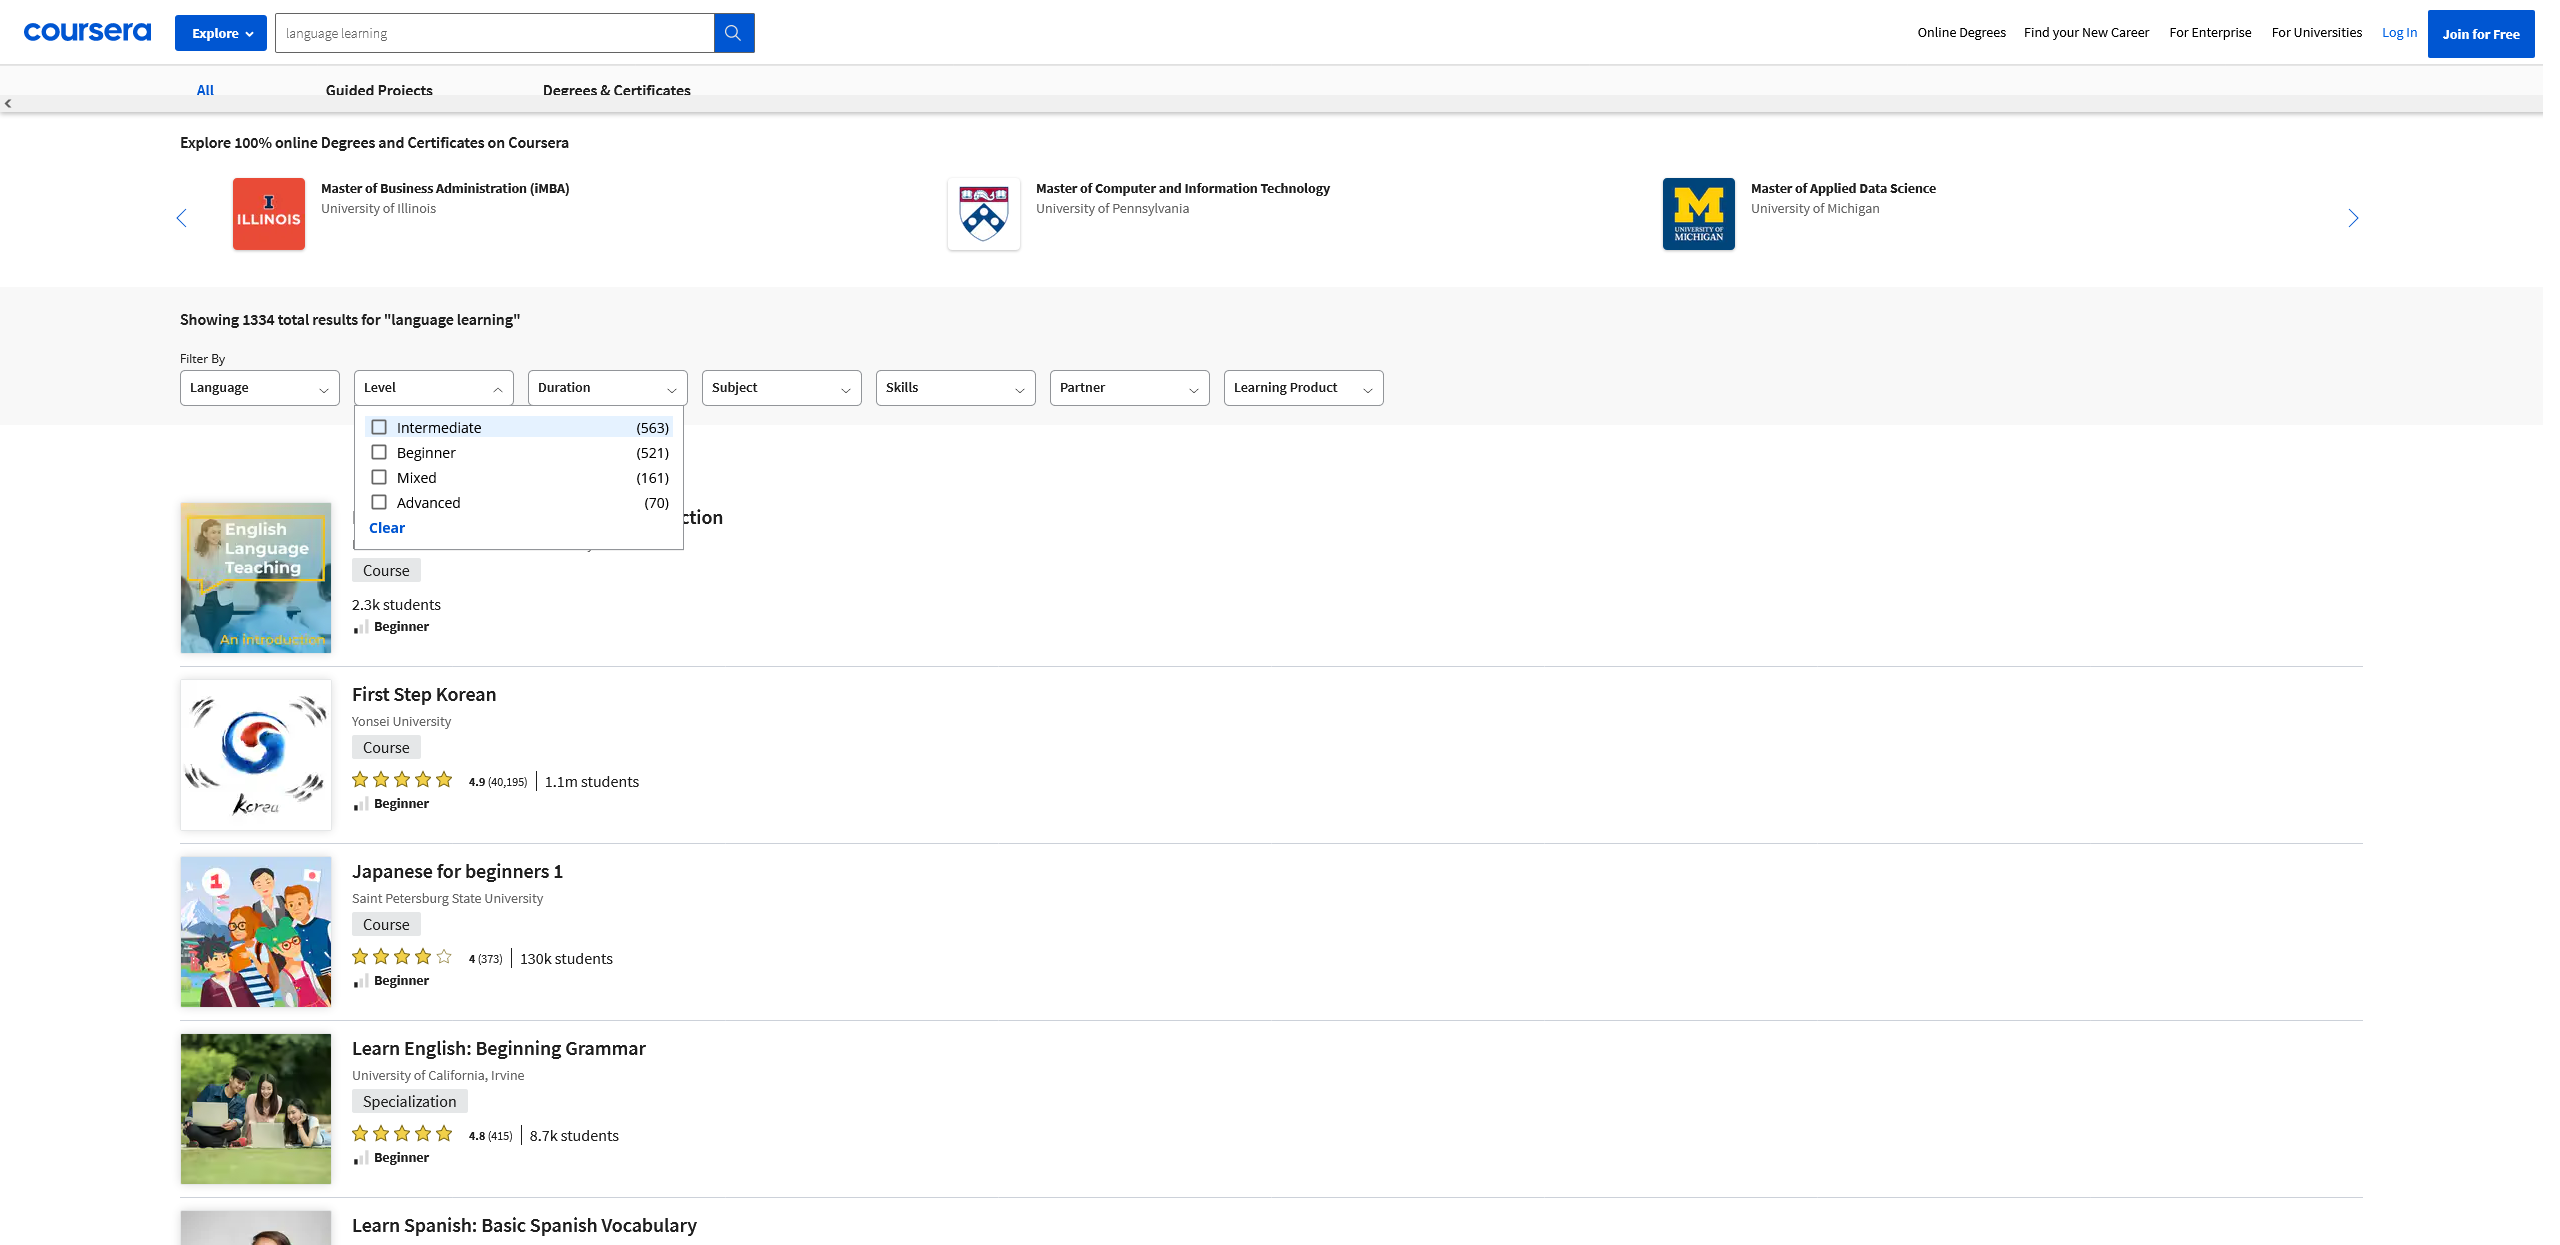 coursera
Explore
language learning
Online Degrees
Find your New Career
For Enterprise
For Universities
Log In
Join for Free
All
Guided Projects
Degrees & Certificates
Explore 100% online Degrees and Certificates on Coursera
I
ILLINOIS
Master of Business Administration (iMBA)
University of Illinois
Master of Computer and Information Technology
University of Pennsylvania
M
UNIVERSITY OF
MICHIGAN
Master of Applied Data Science
University of Michigan
Showing 1334 total results for "language learning"
Filter By
Language
Level
Duration
Subject
Skills
Partner
Learning Product
Intermediate (563)
Beginner (521)
Mixed (161)
Advanced (70)
Clear
English
Language
Teaching
An introduction
ction
Course
2.3k students
Beginner
Korea
First Step Korean
Yonsei University
Course
4.9 (40,195) 1.1m students
Beginner
1
Japanese for beginners 1
Saint Petersburg State University
Course
4 (373) 130k students
Beginner
Learn English: Beginning Grammar
University of California, Irvine
Specialization
4.8 (415) 8.7k students
Beginner
Learn Spanish: Basic Spanish Vocabulary